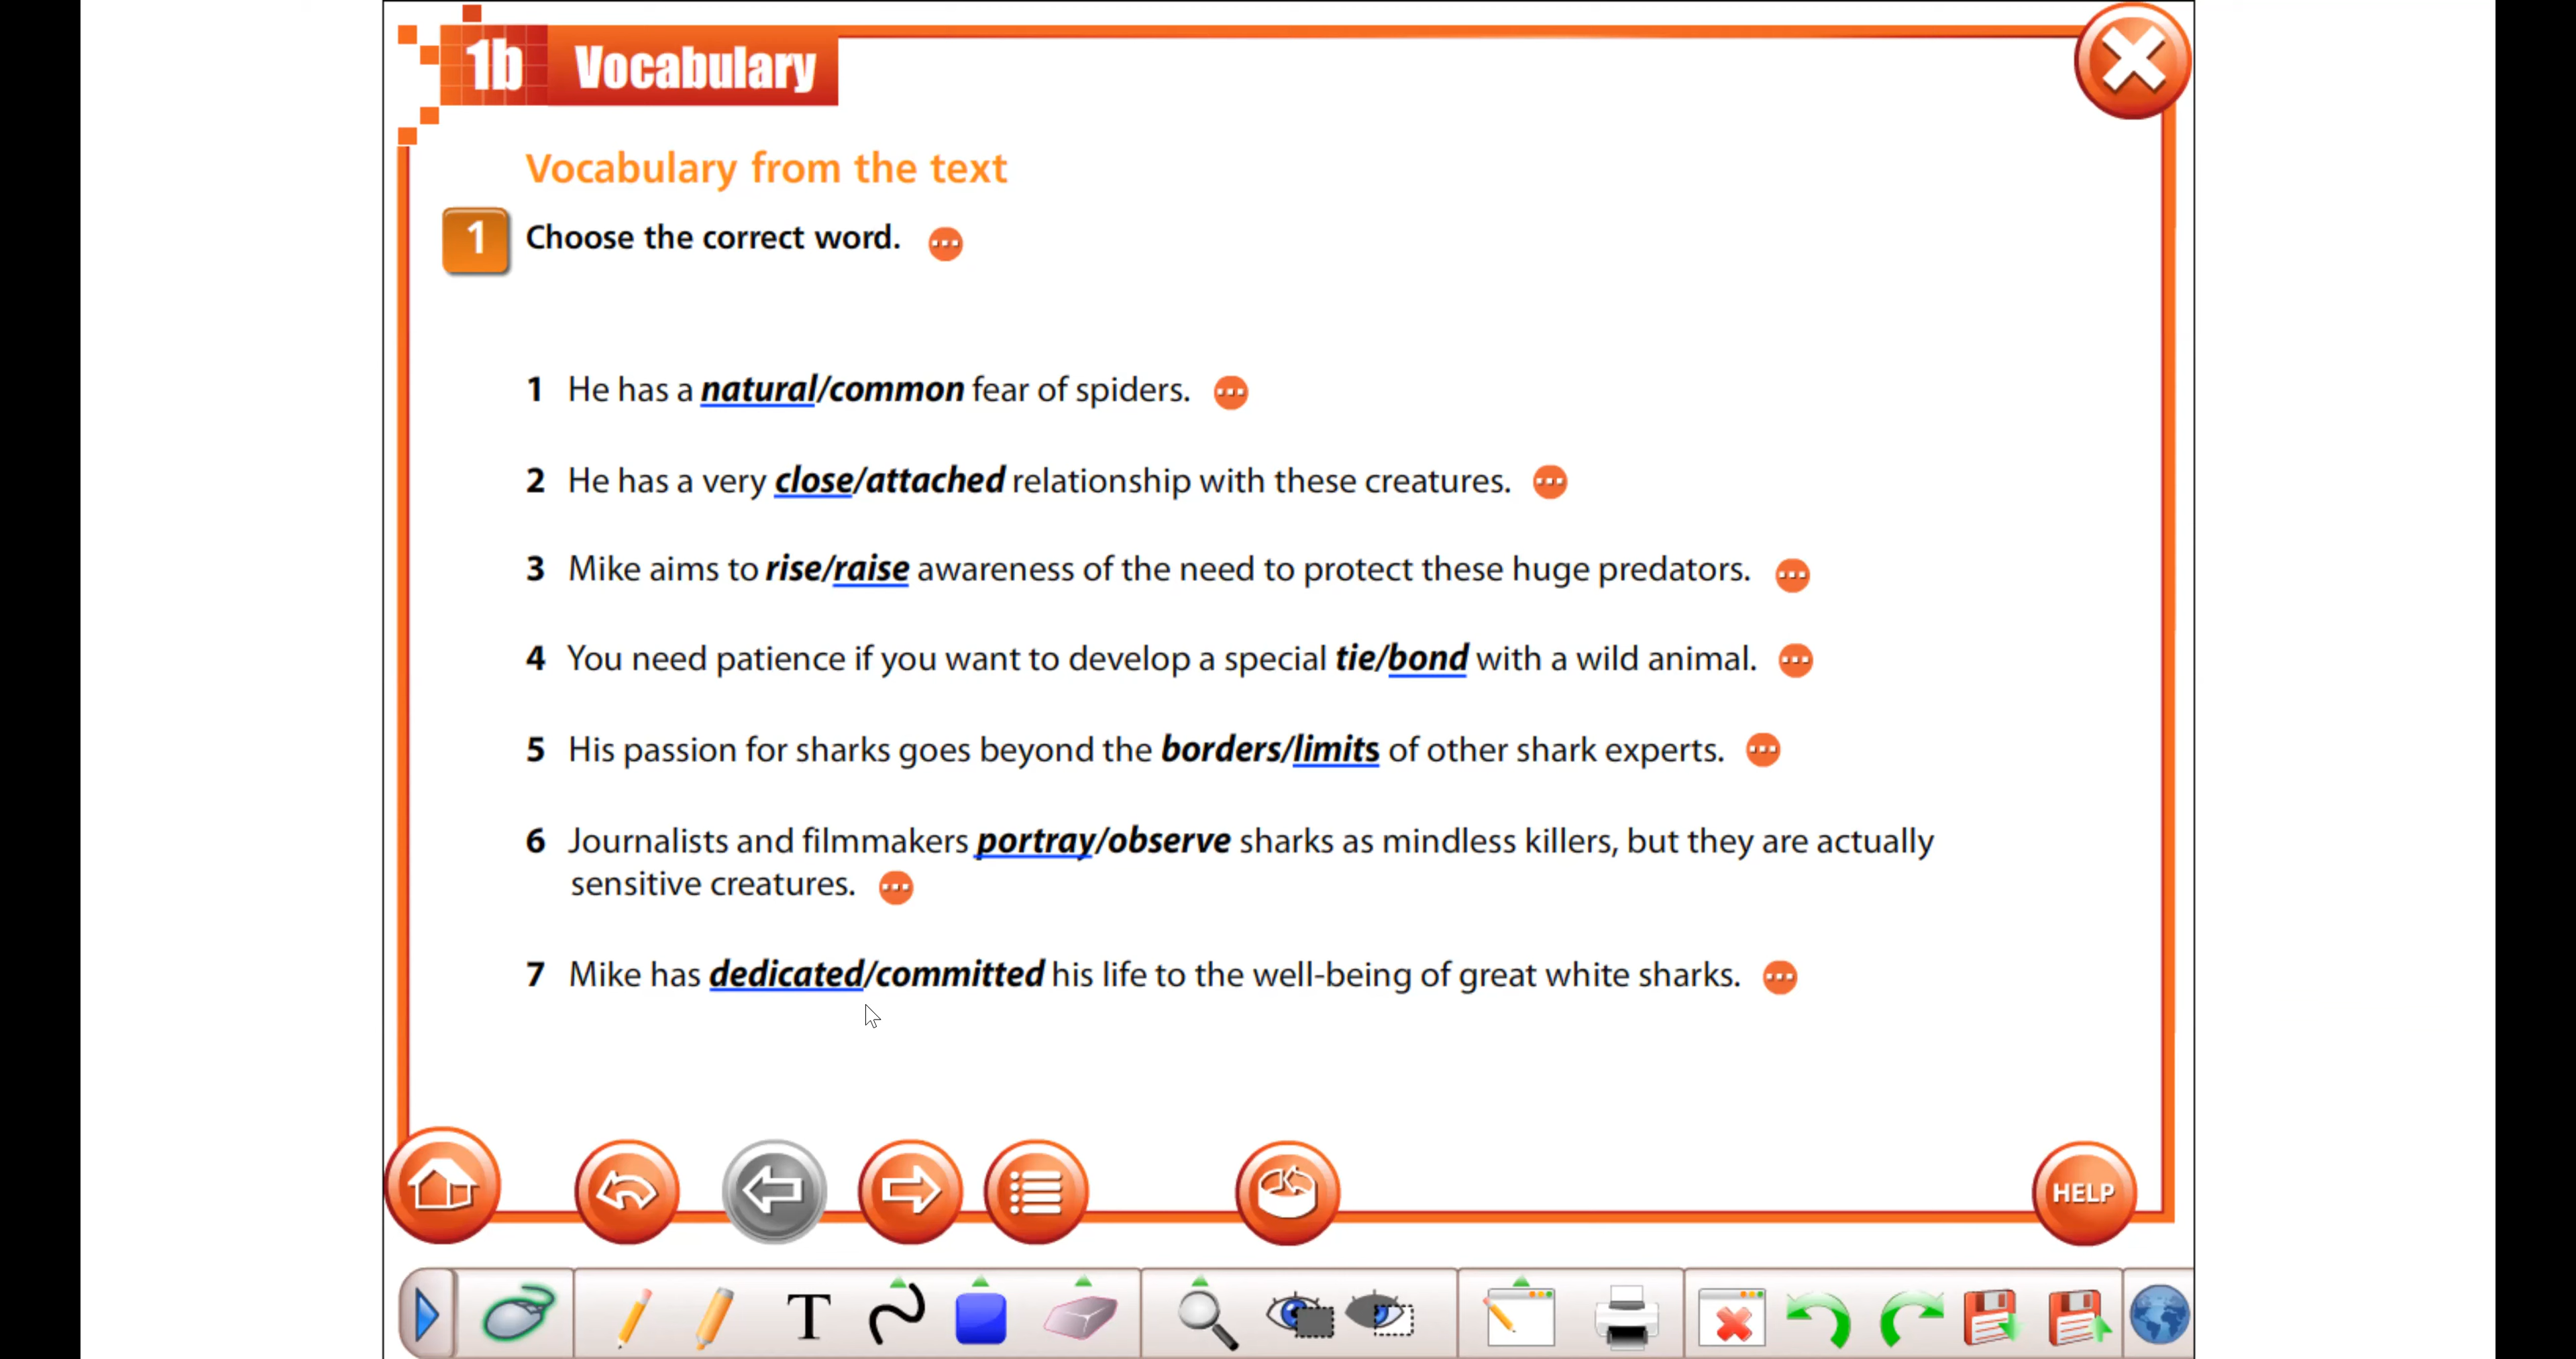 1b Vocabulary
Vocabulary from the text
1 Choose the correct word.
1 He has a natural/common fear of spiders.
2 He has a very close/attached relationship with these creatures.
3 Mike aims to rise/raise awareness of the need to protect these huge predators.
4 You need patience if you want to develop a special tie/bond with a wild animal.
5 His passion for sharks goes beyond the borders/limits of other shark experts.
6 Journalists and filmmakers portray/observe sharks as mindless killers, but they are actually
sensitive creatures.
7 Mike has dedicated/committed his life to the well-being of great white sharks.
HELP
T